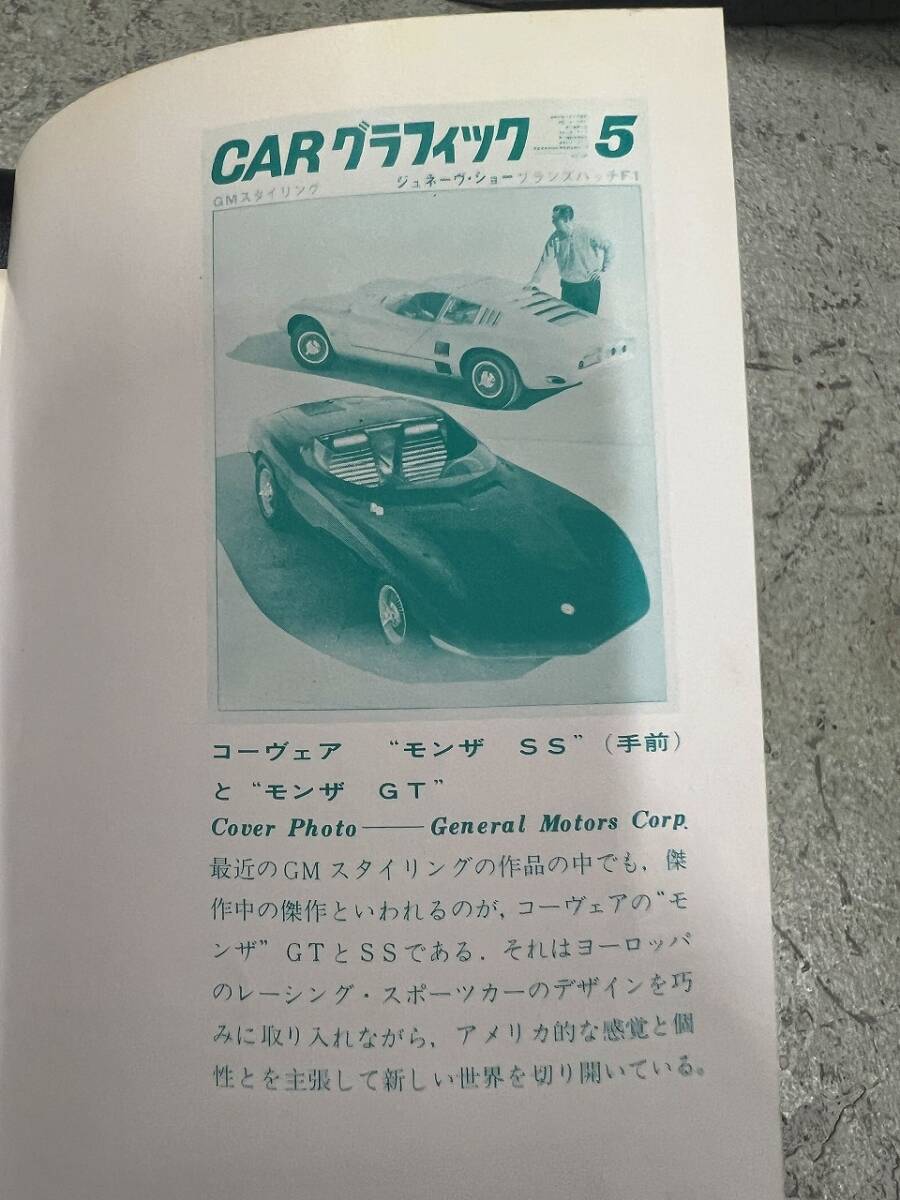 CARグラフィック 5
GMスタイリング ジュネーヴ・ショー ブランズハッチF1
コーヴェア “モンザ SS”（手前）
と “モンザ GT”
Cover Photo——General Motors Corp.
最近のGMスタイリングの作品の中でも，傑
作中の傑作といわれるのが，コーヴェアの“モ
ンザ” GTとSSである．それはヨーロッパ
のレーシング・スポーツカーのデザインを巧
みに取り入れながら，アメリカ的な感覚と個
性とを主張して新しい世界を切り開いている。